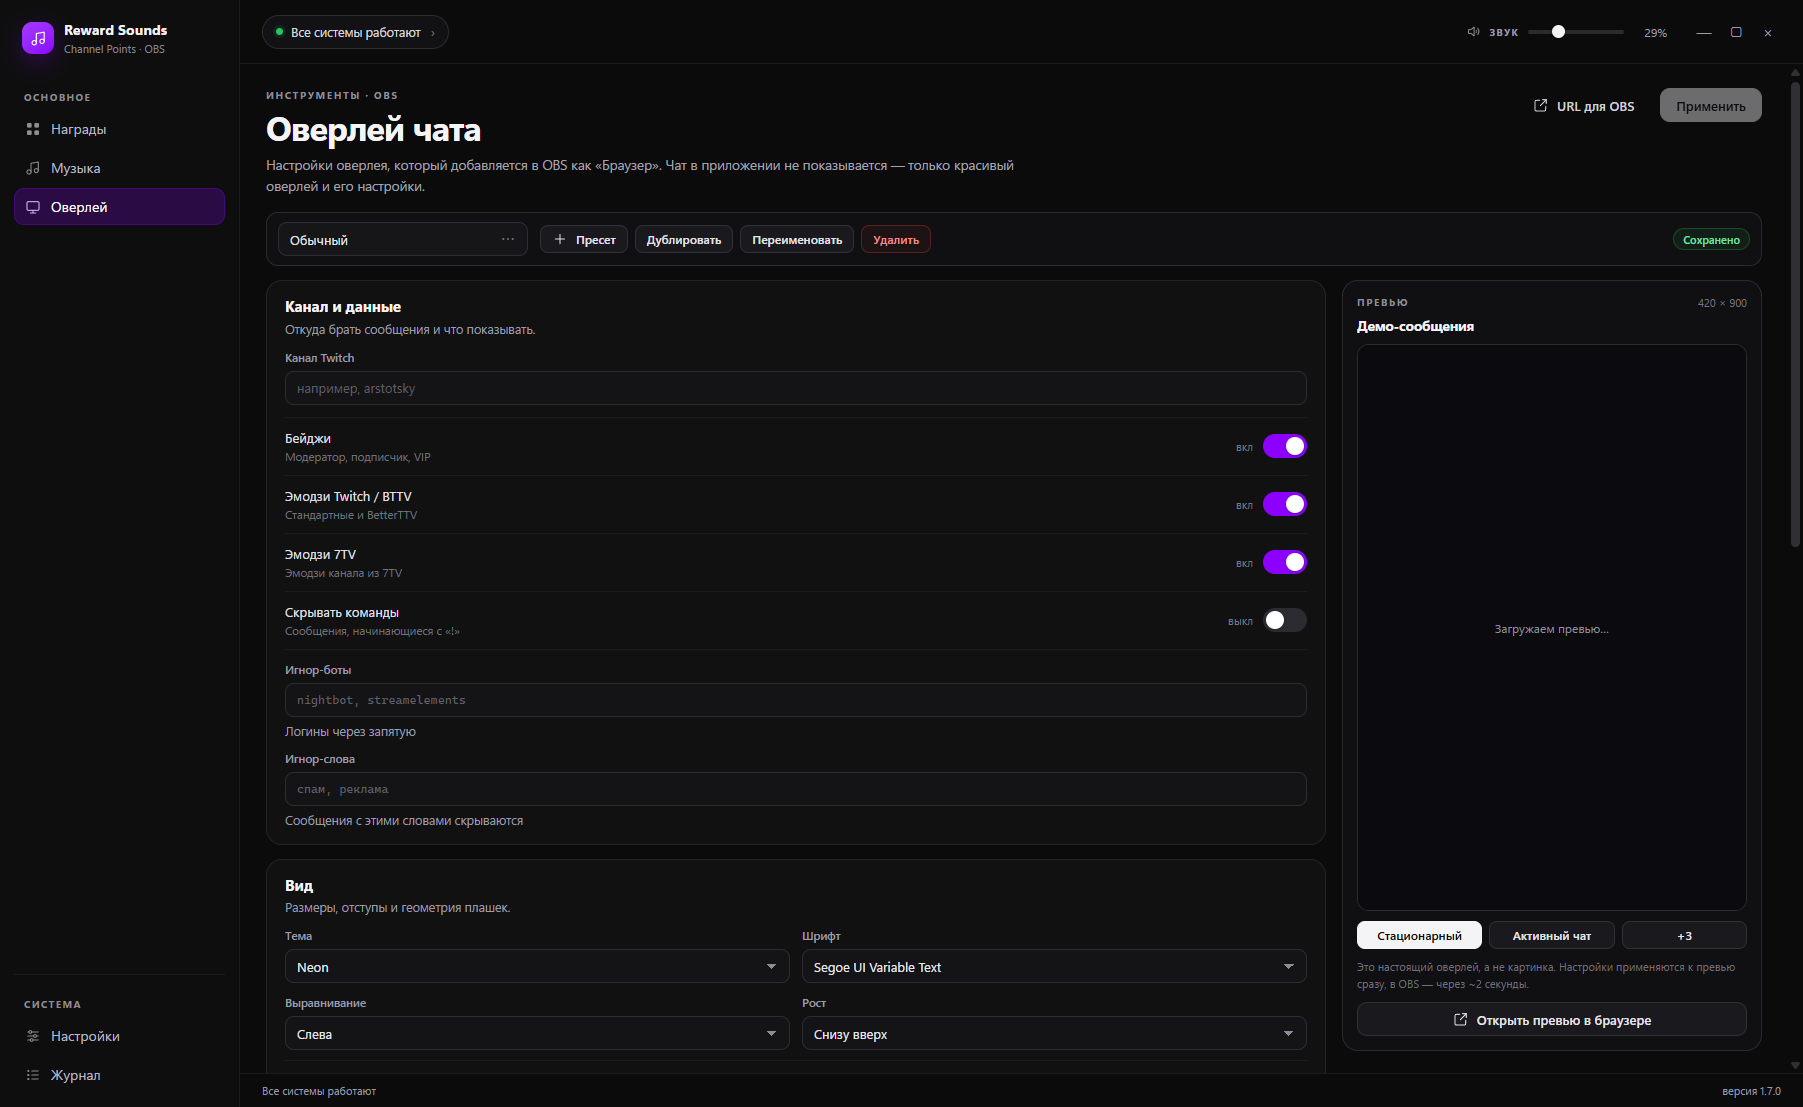 Reward Sounds
Channel Points · OBS
ОСНОВНОЕ
Награды
Музыка
Оверлей
СИСТЕМА
Настройки
Журнал
Все системы работают ›
ЗВУК
29%
ИНСТРУМЕНТЫ · OBS
Оверлей чата
Настройки оверлея, который добавляется в OBS как «Браузер». Чат в приложении не показывается — только красивый
оверлей и его настройки.
URL для OBS
Применить
Обычный
Пресет
Дублировать
Переименовать
Удалить
Сохранено
Канал и данные
Откуда брать сообщения и что показывать.
Канал Twitch
например, arstotsky
Бейджи
Модератор, подписчик, VIP
вкл
Эмодзи Twitch / BTTV
Стандартные и BetterTTV
вкл
Эмодзи 7TV
Эмодзи канала из 7TV
вкл
Скрывать команды
Сообщения, начинающиеся с «!»
выкл
Игнор-боты
nightbot, streamelements
Логины через запятую
Игнор-слова
спам, реклама
Сообщения с этими словами скрываются
Вид
Размеры, отступы и геометрия плашек.
Тема
Neon
Шрифт
Segoe UI Variable Text
Выравнивание
Слева
Рост
Снизу вверх
ПРЕВЬЮ
420 × 900
Демо-сообщения
Загружаем превью...
Стационарный
Активный чат
+3
Это настоящий оверлей, а не картинка. Настройки применяются к превью
сразу, в OBS — через ~2 секунды.
Открыть превью в браузере
Все системы работают
версия 1.7.0